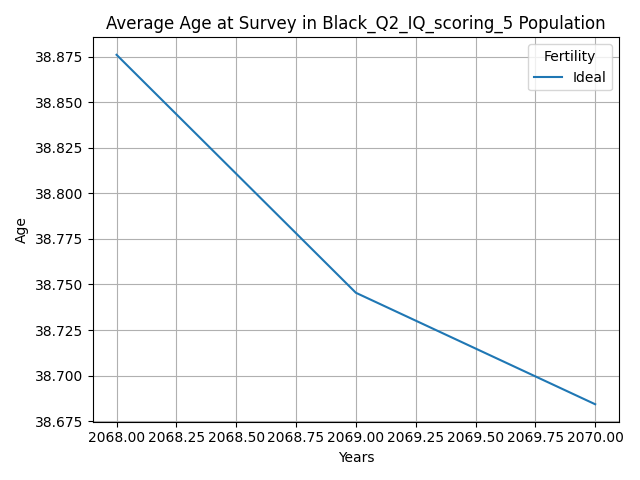 Average Age at Survey in Black_Q2_IQ_scoring_5 Population
Fertility
Ideal
38.875
38.850
38.825
38.800
38.775
38.750
38.725
38.700
38.675
Age
2068.00 2068.25 2068.50 2068.75 2069.00 2069.25 2069.50 2069.75 2070.00
Years